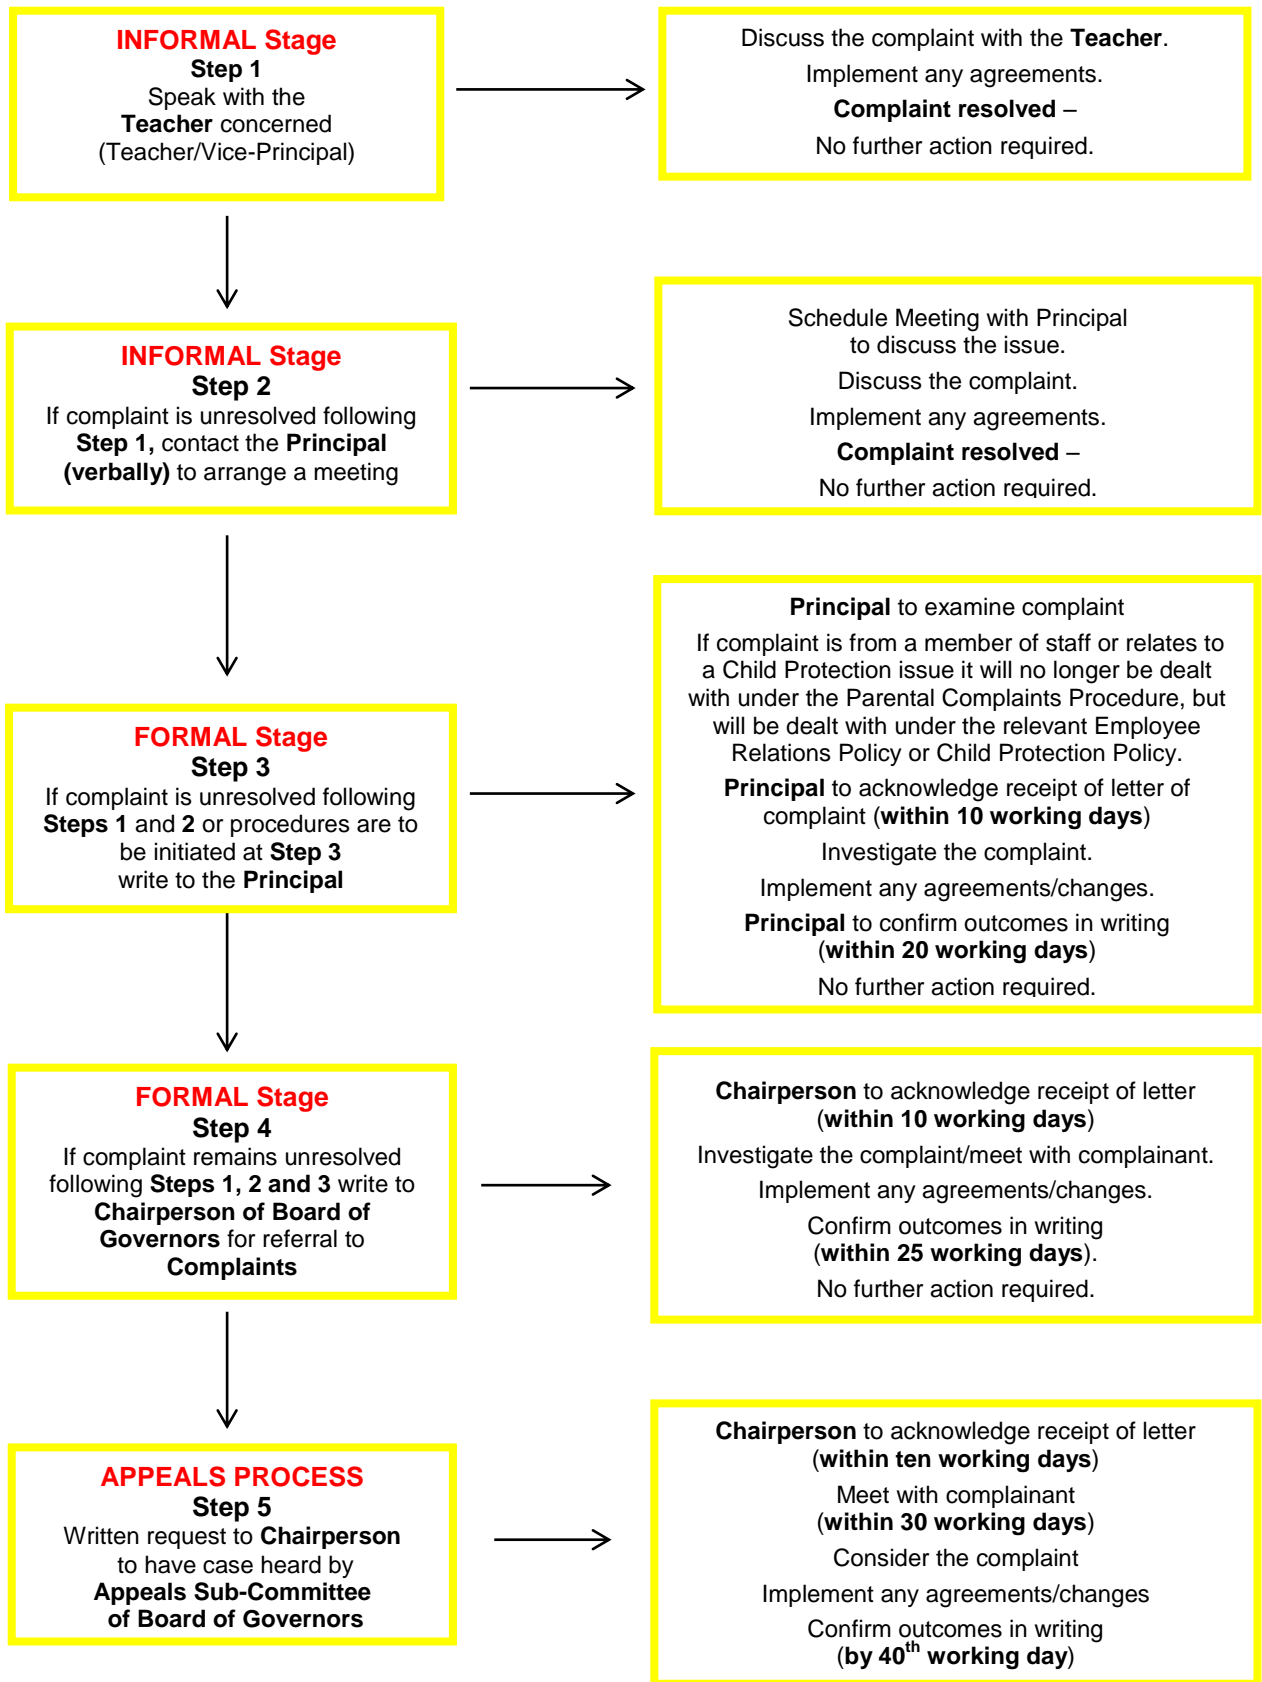 INFORMAL Stage
Step 1
Speak with the
Teacher concerned
(Teacher/Vice-Principal)
Discuss the complaint with the Teacher.
Implement any agreements.
Complaint resolved –
No further action required.
INFORMAL Stage
Step 2
If complaint is unresolved following
Step 1, contact the Principal
(verbally) to arrange a meeting
Schedule Meeting with Principal
to discuss the issue.
Discuss the complaint.
Implement any agreements.
Complaint resolved –
No further action required.
FORMAL Stage
Step 3
If complaint is unresolved following
Steps 1 and 2 or procedures are to
be initiated at Step 3
write to the Principal
Principal to examine complaint
If complaint is from a member of staff or relates to
a Child Protection issue it will no longer be dealt
with under the Parental Complaints Procedure, but
will be dealt with under the relevant Employee
Relations Policy or Child Protection Policy.
Principal to acknowledge receipt of letter of
complaint (within 10 working days)
Investigate the complaint.
Implement any agreements/changes.
Principal to confirm outcomes in writing
(within 20 working days)
No further action required.
FORMAL Stage
Step 4
If complaint remains unresolved
following Steps 1, 2 and 3 write to
Chairperson of Board of
Governors for referral to
Complaints
Chairperson to acknowledge receipt of letter
(within 10 working days)
Investigate the complaint/meet with complainant.
Implement any agreements/changes.
Confirm outcomes in writing
(within 25 working days).
No further action required.
APPEALS PROCESS
Step 5
Written request to Chairperson
to have case heard by
Appeals Sub-Committee
of Board of Governors
Chairperson to acknowledge receipt of letter
(within ten working days)
Meet with complainant
(within 30 working days)
Consider the complaint
Implement any agreements/changes
Confirm outcomes in writing
(by 40th working day)